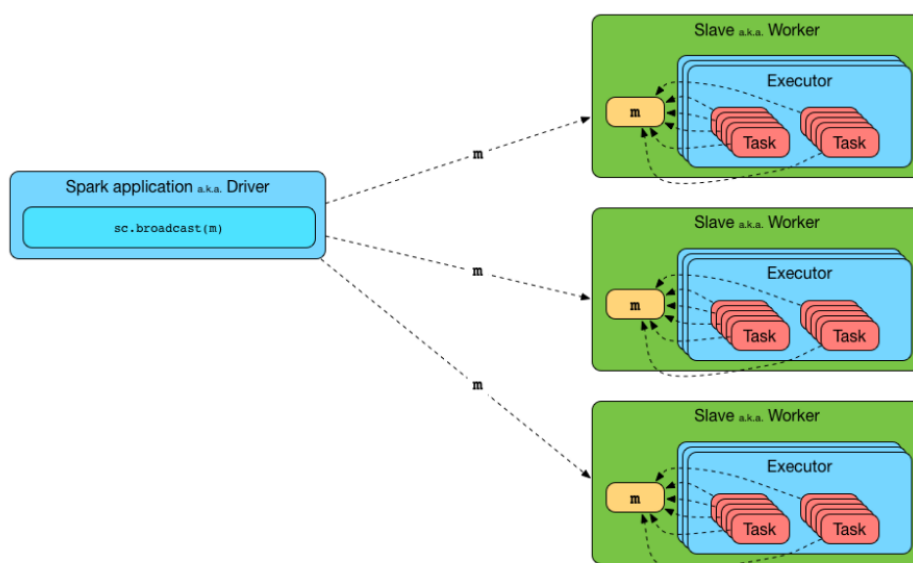 Slave a.k.a. Worker
Executor
m
Task
Task
m
Spark application a.k.a. Driver
sc.broadcast(m)
Slave a.k.a. Worker
Executor
m
m
Task
Task
m
Slave a.k.a. Worker
Executor
m
Task
Task